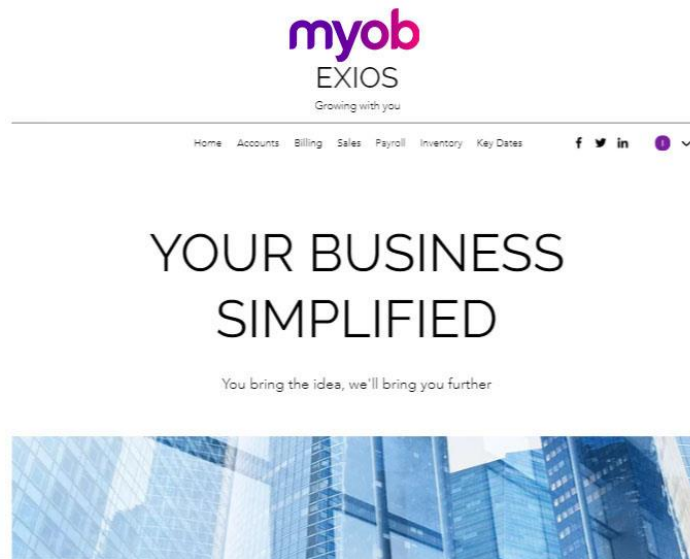 myob
EXIOS
Growing with you
Home Accounts Billing Sales Payroll Inventory Key Dates f in I
YOUR BUSINESS
SIMPLIFIED
You bring the idea, we'll bring you further